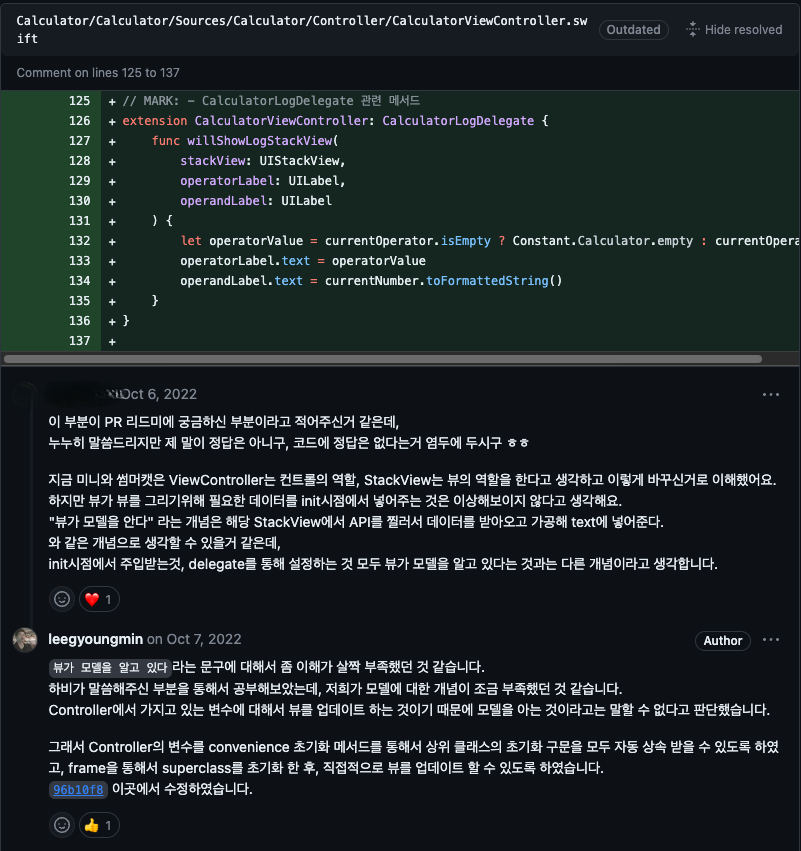 Calculator/Calculator/Sources/Calculator/Controller/CalculatorViewController.sw
ift
Outdated
Hide resolved
Comment on lines 125 to 137
125 + // MARK: - CalculatorLogDelegate 관련 메서드
126 + extension CalculatorViewController: CalculatorLogDelegate {
127 + func willShowLogStackView(
128 + stackView: UIStackView,
129 + operatorLabel: UILabel,
130 + operandLabel: UILabel
131 + ) {
132 + let operatorValue = currentOperator.isEmpty ? Constant.Calculator.empty : currentOpera
133 + operatorLabel.text = operatorValue
134 + operandLabel.text = currentNumber.toFormattedString()
135 + }
136 + }
137 +
Oct 6, 2022
이 부분이 PR 리드미에 궁금하신 부분이라고 적어주신거 같은데,
누누히 말씀드리지만 제 말이 정답은 아니구, 코드에 정답은 없다는거 염두에 두시구 ㅎㅎ
지금 미니와 썸머캣은 ViewController는 컨트롤의 역할, StackView는 뷰의 역할을 한다고 생각하고 이렇게 바꾸신거로 이해했어요.
하지만 뷰가 뷰를 그리기위해 필요한 데이터를 init시점에서 넣어주는 것은 이상해보이지 않다고 생각해요.
"뷰가 모델을 안다" 라는 개념은 해당 StackView에서 API를 찔러서 데이터를 받아오고 가공해 text에 넣어준다.
와 같은 개념으로 생각할 수 있을거 같은데,
init시점에서 주입받는것, delegate를 통해 설정하는 것 모두 뷰가 모델을 알고 있다는 것과는 다른 개념이라고 생각합니다.
1
leegyoungmin on Oct 7, 2022
Author
뷰가 모델을 알고 있다라는 문구에 대해서 좀 이해가 살짝 부족했던 것 같습니다.
하비가 말씀해주신 부분을 통해서 공부해보았는데, 저희가 모델에 대한 개념이 조금 부족했던 것 같습니다.
Controller에서 가지고 있는 변수에 대해서 뷰를 업데이트 하는 것이기 때문에 모델을 아는 것이라고는 말할 수 없다고 판단했습니다.
그래서 Controller의 변수를 convenience 초기화 메서드를 통해서 상위 클래스의 초기화 구문을 모두 자동 상속 받을 수 있도록 하였
고, frame을 통해서 superclass를 초기화 한 후, 직접적으로 뷰를 업데이트 할 수 있도록 하였습니다.
96b10f8 이곳에서 수정하였습니다.
1